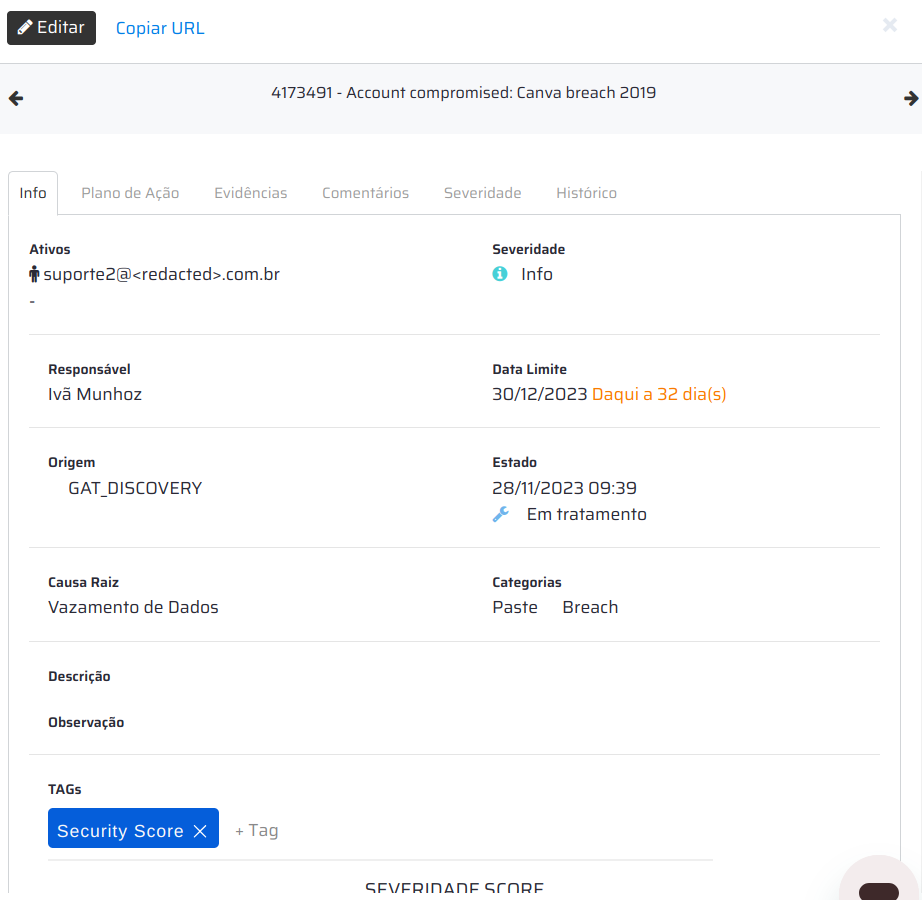 Editar Copiar URL ×
4173491 - Account compromised: Canva breach 2019
Info Plano de Ação Evidências Comentários Severidade Histórico
Ativos
suporte2@<redacted>.com.br
-
Severidade
Info
Responsável
Ivã Munhoz
Data Limite
30/12/2023 Daqui a 32 dia(s)
Origem
GAT_DISCOVERY
Estado
28/11/2023 09:39
Em tratamento
Causa Raiz
Vazamento de Dados
Categorias
Paste Breach
Descrição
Observação
TAGs
Security Score + Tag
SEVERIDADE SCORE